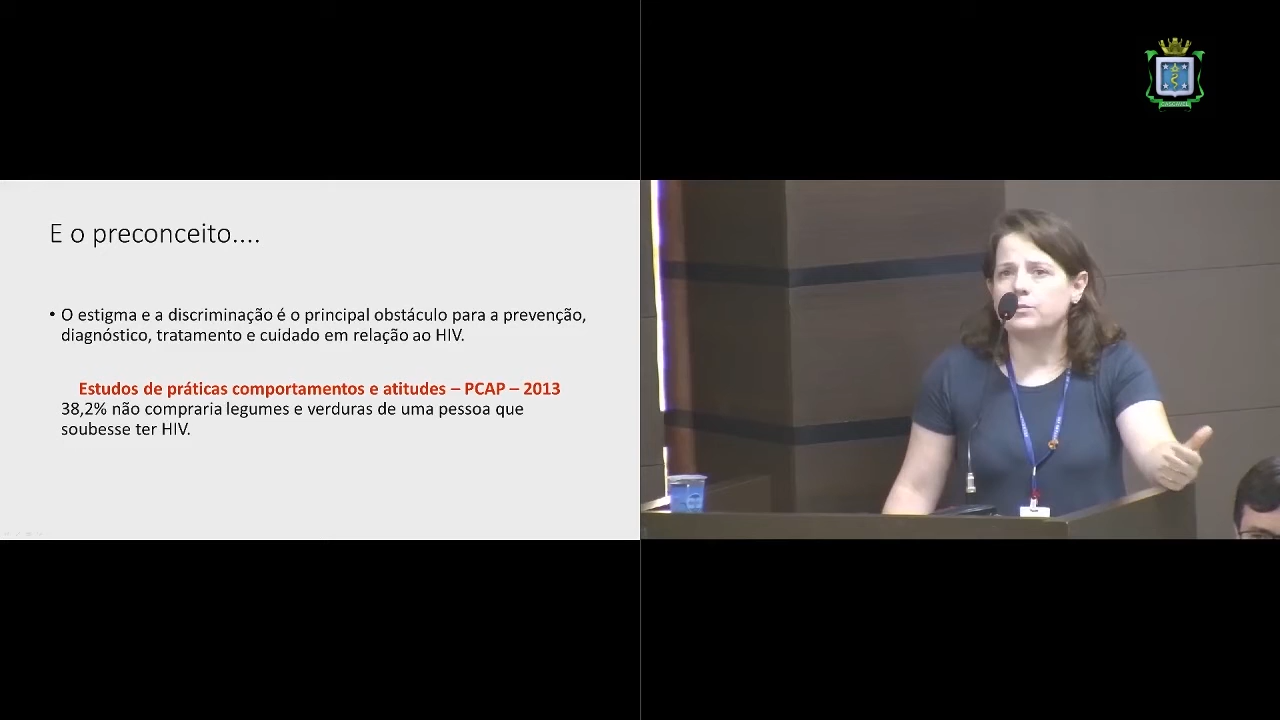 E o preconceito....
• O estigma e a discriminação é o principal obstáculo para a prevenção,
diagnóstico, tratamento e cuidado em relação ao HIV.
Estudos de práticas comportamentos e atitudes – PCAP – 2013
38,2% não compraria legumes e verduras de uma pessoa que
soubesse ter HIV.
CASCAVEL